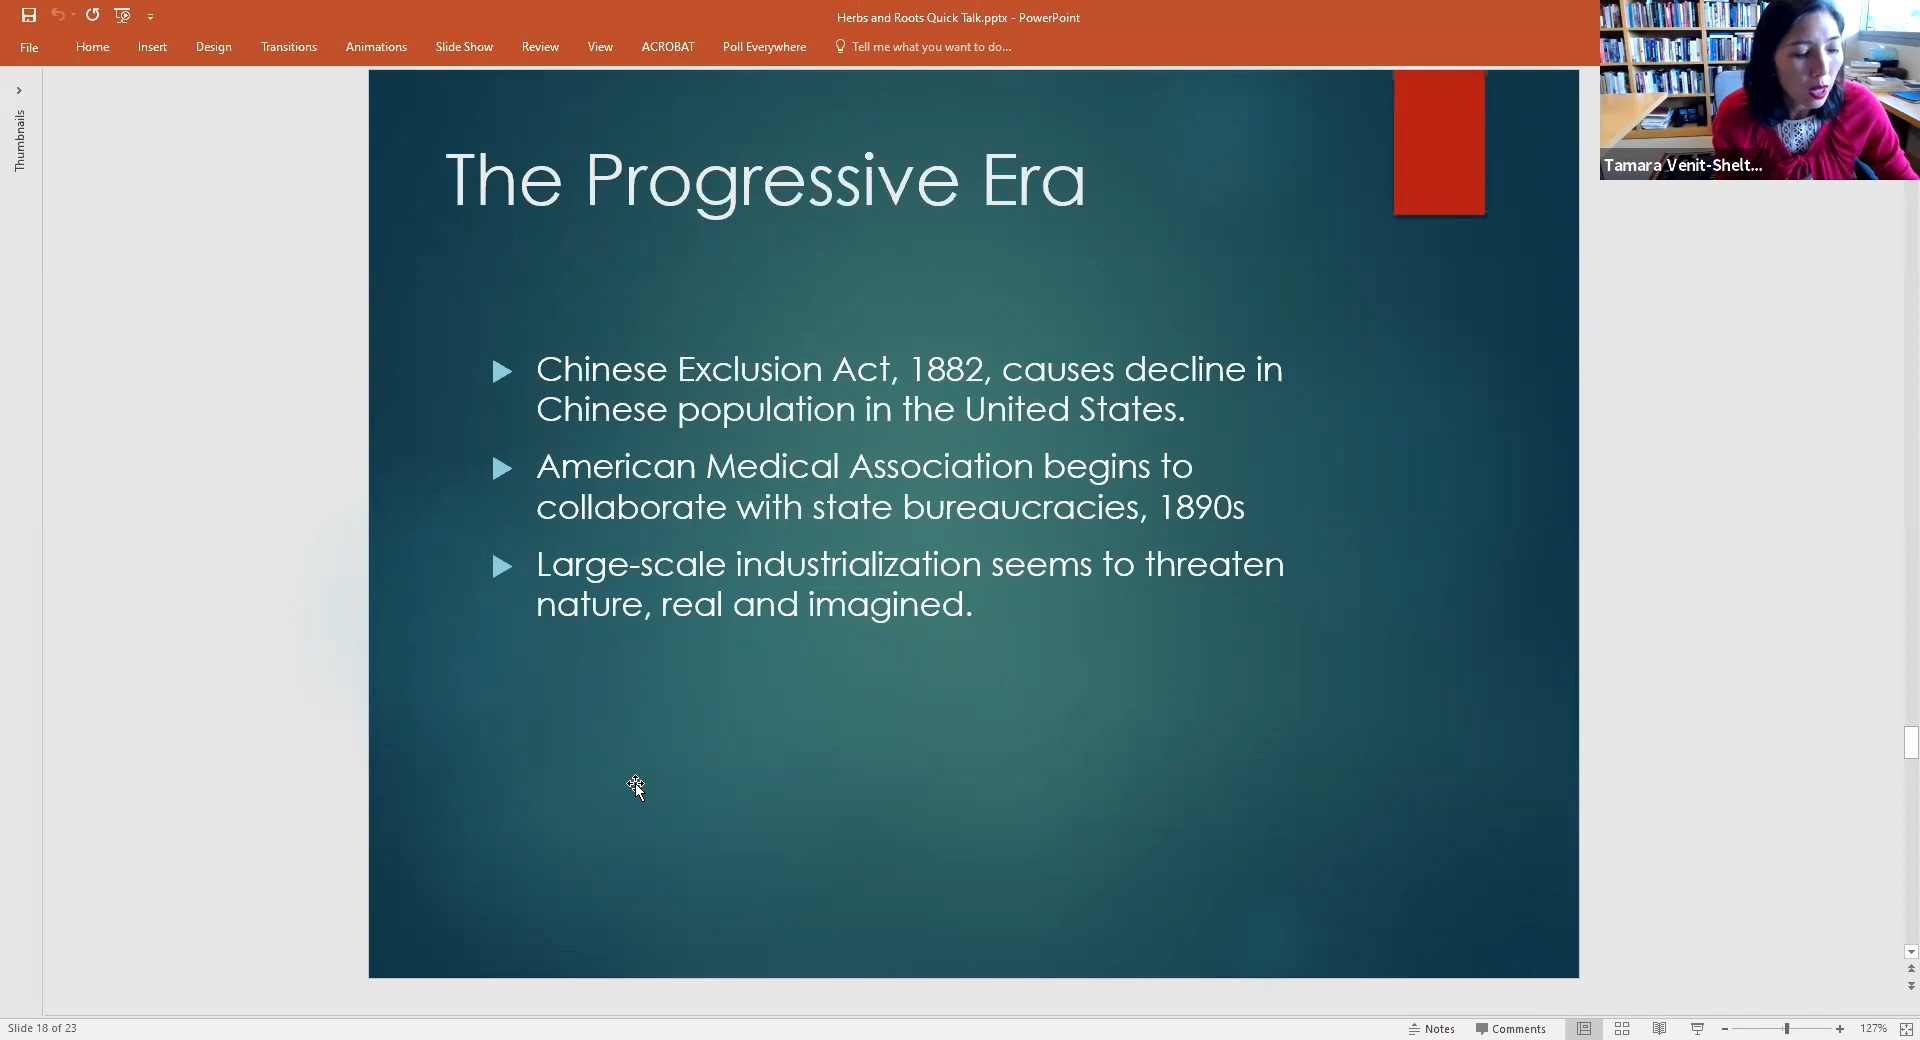 Herbs and Roots Quick Talk.pptx - PowerPoint
File Home Insert Design Transitions Animations Slide Show Review View ACROBAT Poll Everywhere Tell me what you want to do...
Tamara Venit-Shelt...
Thumbnails
The Progressive Era
Chinese Exclusion Act, 1882, causes decline in
Chinese population in the United States.
American Medical Association begins to
collaborate with state bureaucracies, 1890s
Large-scale industrialization seems to threaten
nature, real and imagined.
Slide 18 of 23 Notes Comments 127%